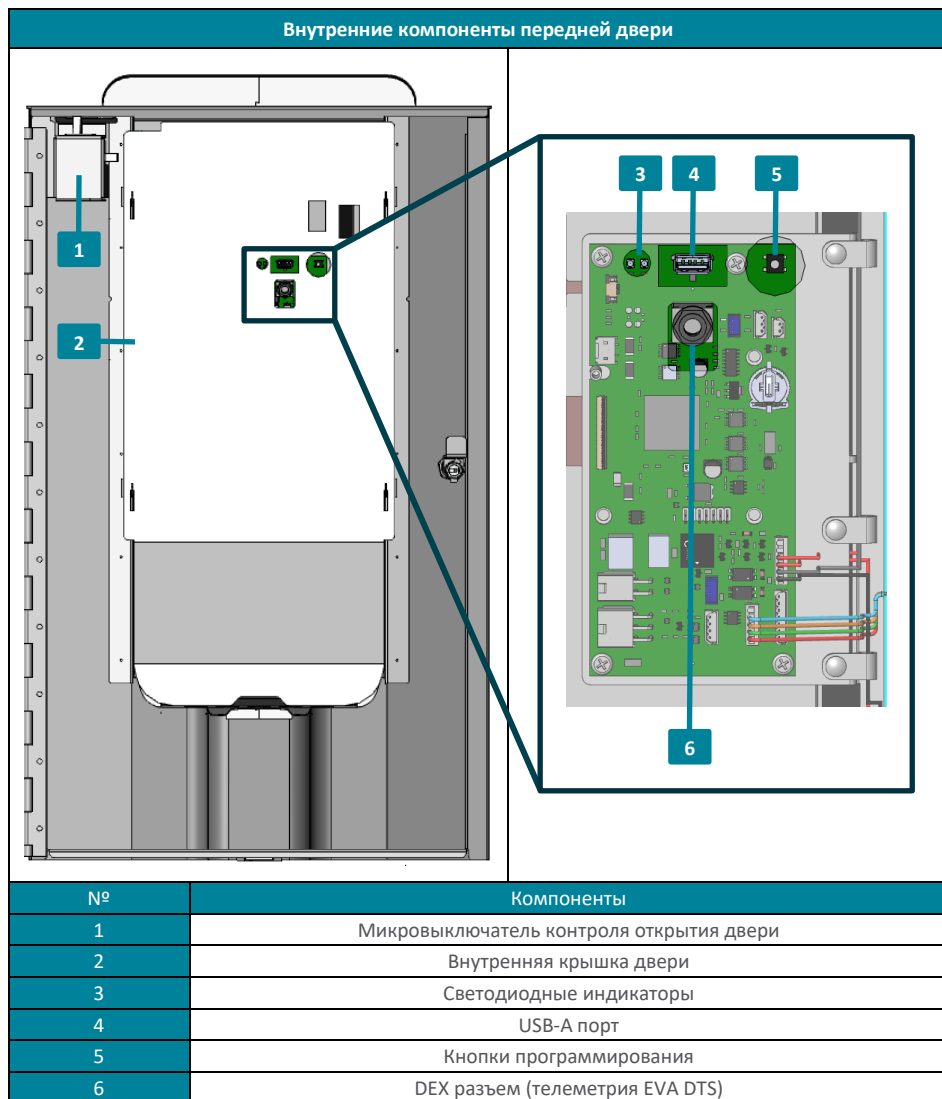 Внутренние компоненты передней двери
3 4 5
1
2
6
№ Компоненты
1 Микровыключатель контроля открытия двери
2 Внутренняя крышка двери
3 Светодиодные индикаторы
4 USB-A порт
5 Кнопки программирования
6 DEX разъем (телеметрия EVA DTS)